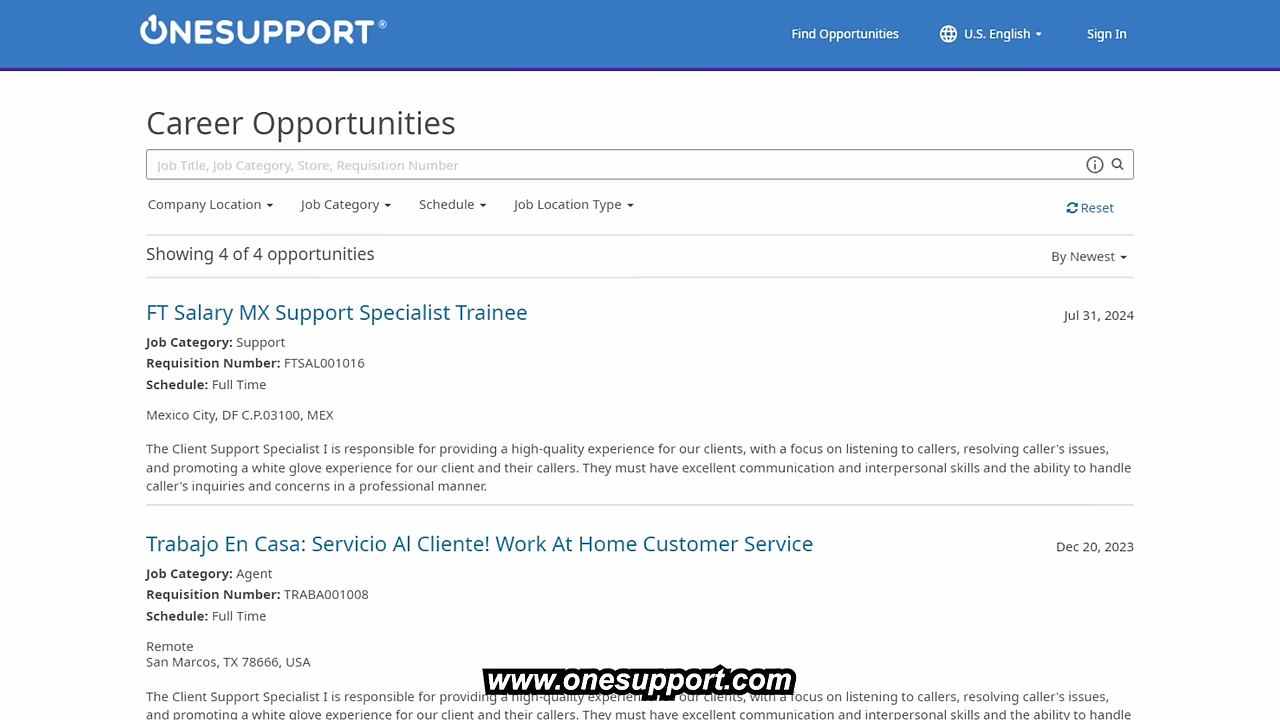 ONESUPPORT®
Find Opportunities
U.S. English
Sign In
Career Opportunities
Job Title, Job Category, Store, Requisition Number
Company Location
Job Category
Schedule
Job Location Type
Reset
Showing 4 of 4 opportunities
By Newest
FT Salary MX Support Specialist Trainee
Jul 31, 2024
Job Category: Support
Requisition Number: FTSAL001016
Schedule: Full Time
Mexico City, DF C.P.03100, MEX
The Client Support Specialist I is responsible for providing a high-quality experience for our clients, with a focus on listening to callers, resolving caller's issues,
and promoting a white glove experience for our client and their callers. They must have excellent communication and interpersonal skills and the ability to handle
caller's inquiries and concerns in a professional manner.
Trabajo En Casa: Servicio Al Cliente! Work At Home Customer Service
Dec 20, 2023
Job Category: Agent
Requisition Number: TRABA001008
Schedule: Full Time
Remote
San Marcos, TX 78666, USA
www.onesupport.com
The Client Support Specialist I is responsible for providing a high-quality experience for our clients, with a focus on listening to callers, resolving caller's issues,
and promoting a white glove experience for our client and their callers. They must have excellent communication and interpersonal skills and the ability to handle